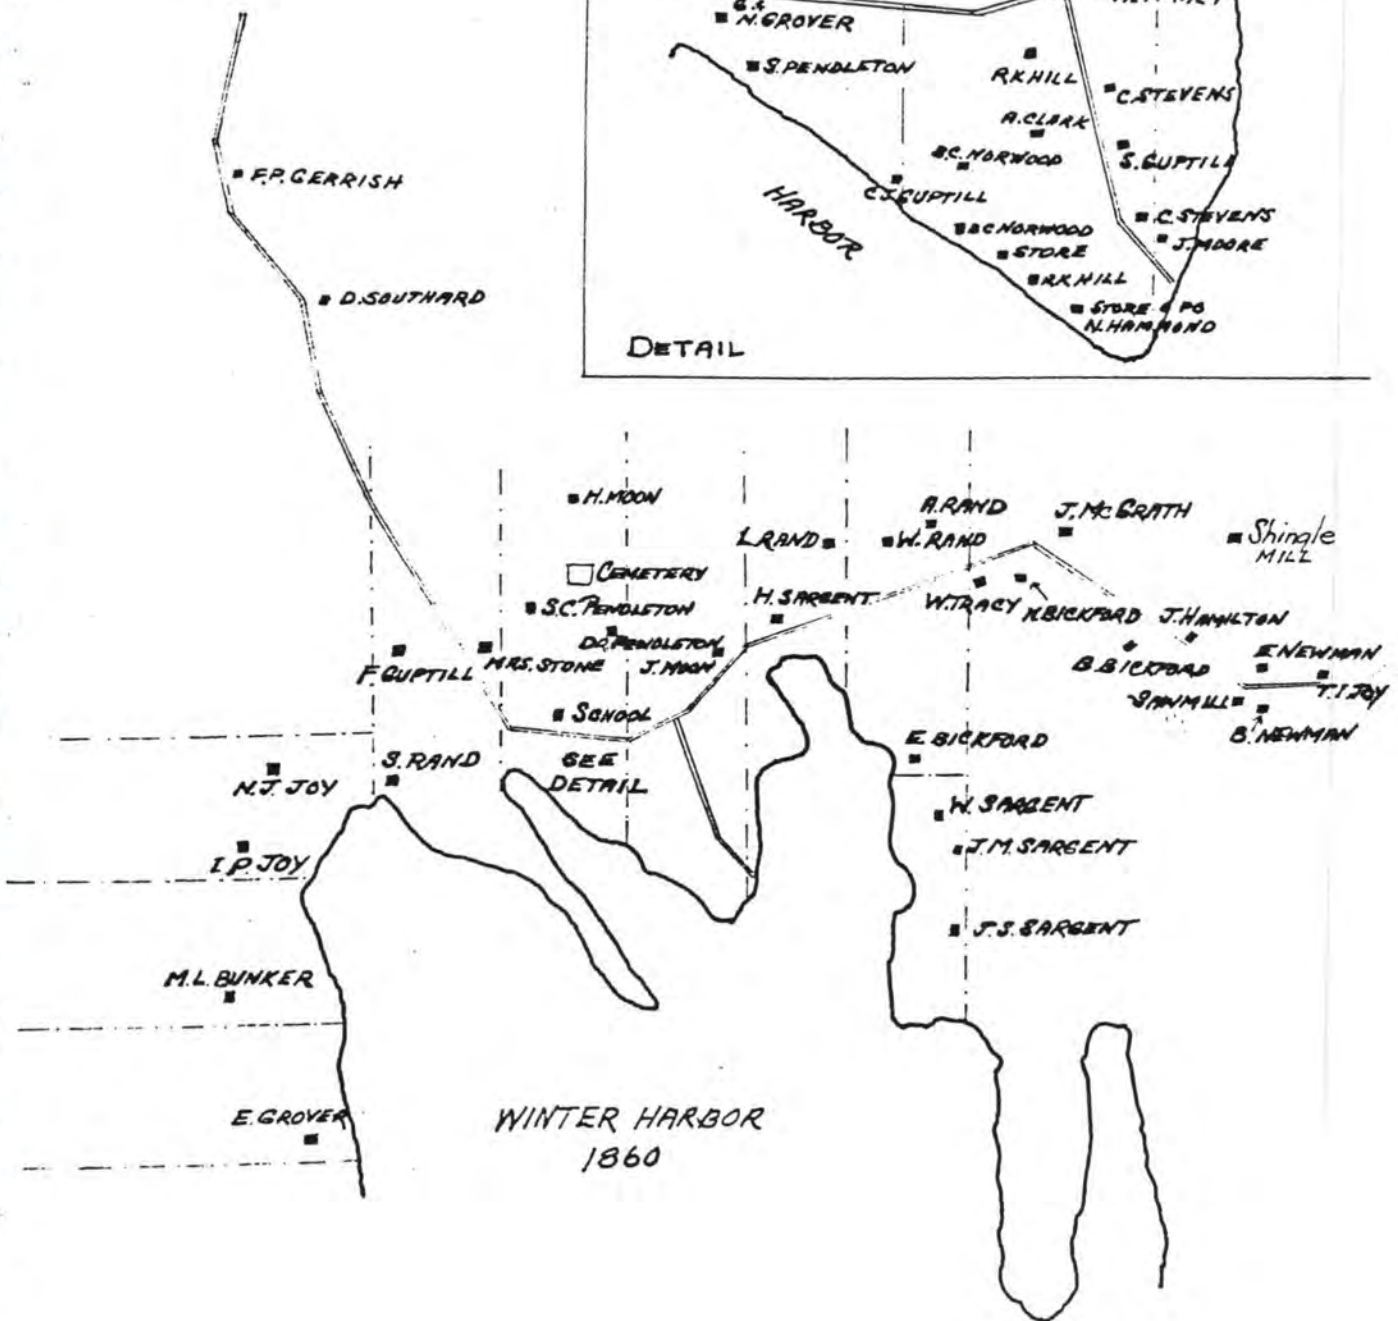 G. &
N. GROVER
S. PENDLETON
R.K. HILL
C. STEVENS
A. CLARK
B.C. NORWOOD
S. GUPTILL
C.J. GUPTILL
HARBOR
C. STEVENS
B.C. NORWOOD
J. MOORE
STORE
R.K. HILL
STORE & PO
N. HAMMOND
DETAIL
F.P. GERRISH
D. SOUTHARD
H. MOON
A. RAND
J. McGRATH
L. RAND
W. RAND
Shingle
MILL
CEMETERY
S.C. PENDLETON
H. SARGENT
W. TRACY
N. BICKFORD
J. HAMILTON
D.D. PENDLETON
F. GUPTILL
MRS. STONE
J. MOON
B. BICKFORD
E. NEWMAN
T.I. JOY
SAWMILL
B. NEWMAN
SCHOOL
SEE
DETAIL
E. BICKFORD
S. RAND
N.J. JOY
W. SARGENT
I.P. JOY
J.M. SARGENT
J.S. SARGENT
M.L. BUNKER
E. GROVER
WINTER HARBOR
1860